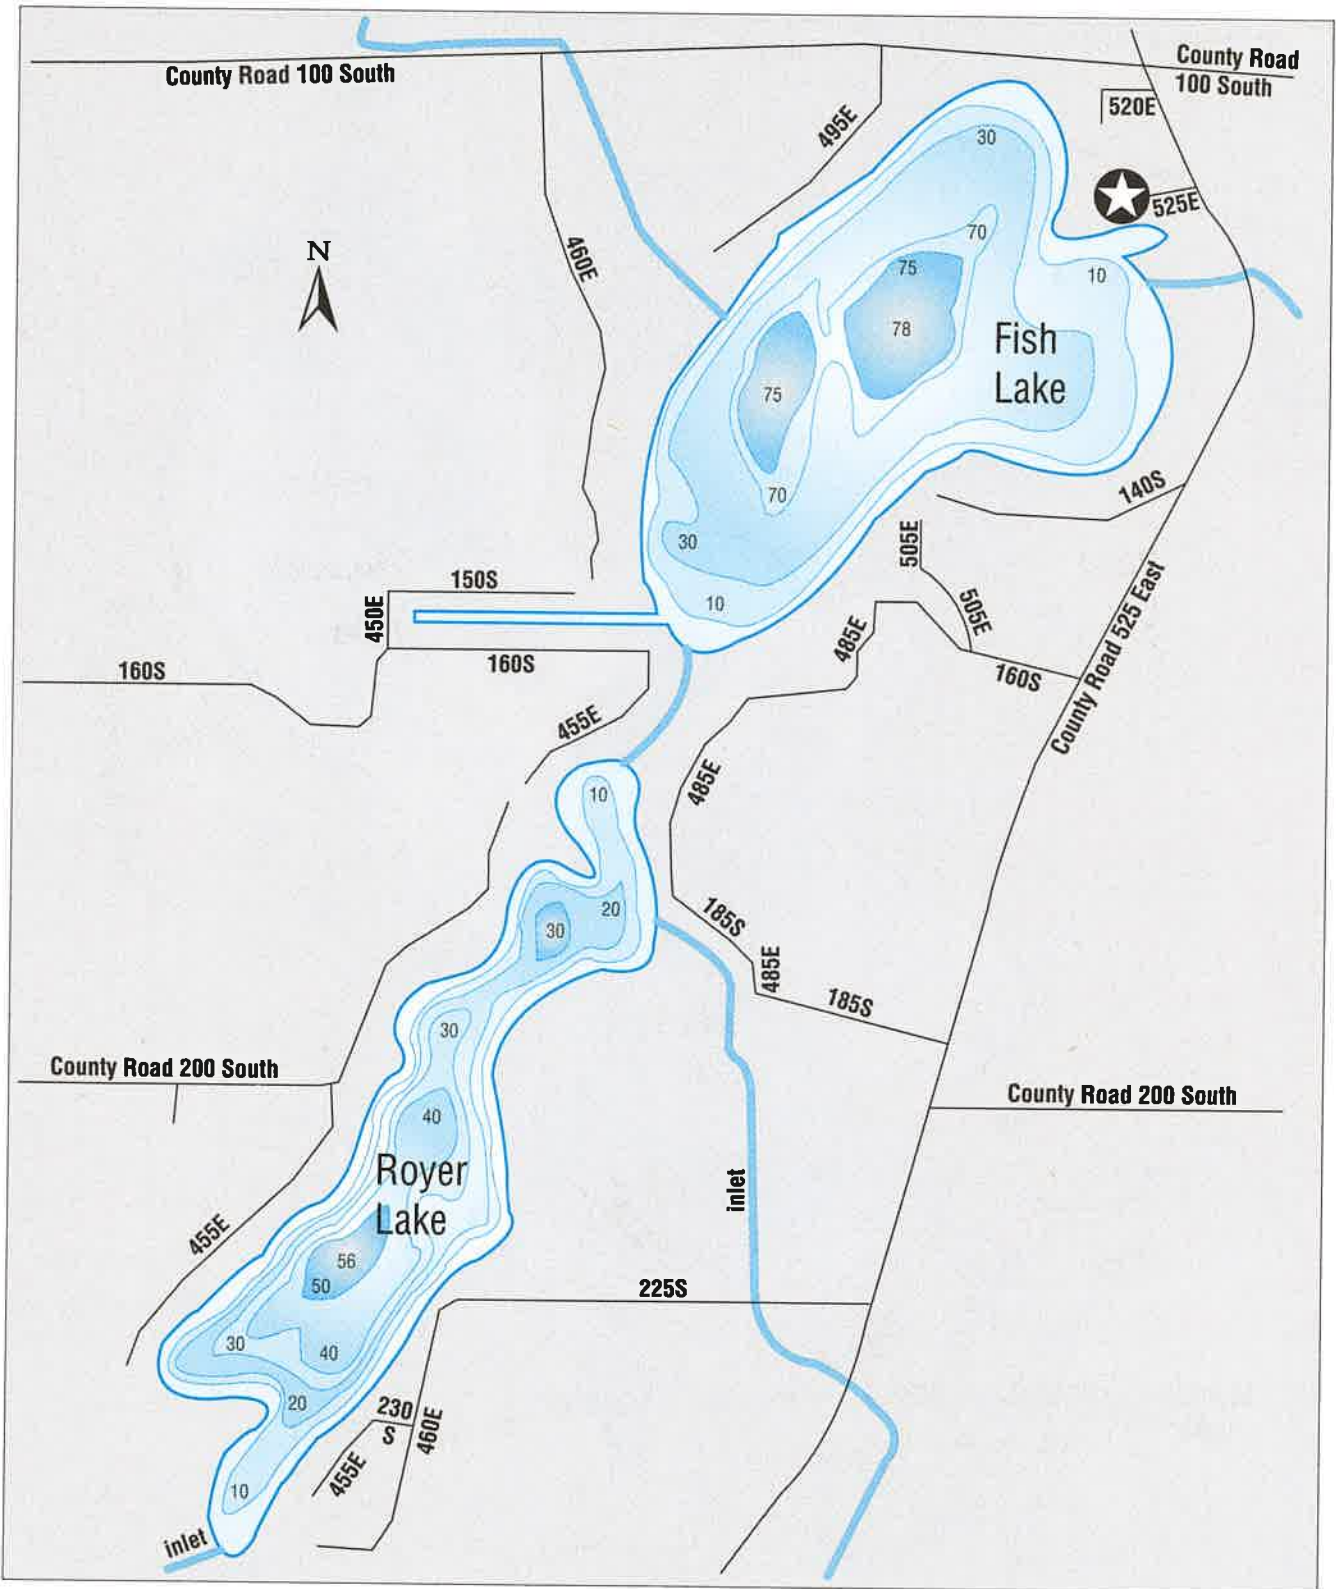 County Road 100 South
County Road
100 South
520E
495E
30
525E
N
460E
70
75
10
78
Fish
Lake
75
70
140S
30
505E
150S
10
450E
505E
485E
160S
160S
160S
County Road 525 East
455E
485E
10
20
185S
30
485E
185S
30
County Road 200 South
County Road 200 South
40
Royer
Lake
inlet
455E
56
50
225S
30
40
20
230
S
460E
455E
10
inlet